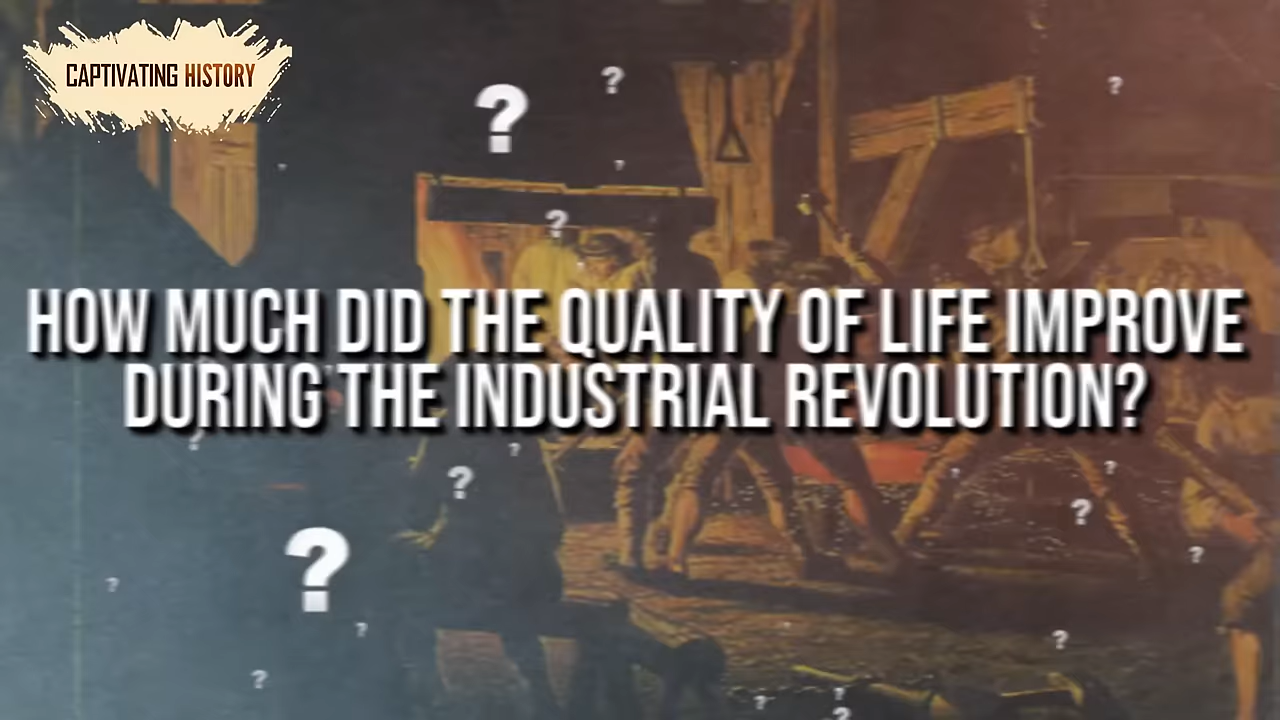 CAPTIVATING HISTORY
HOW MUCH DID THE QUALITY OF LIFE IMPROVE
DURING THE INDUSTRIAL REVOLUTION?